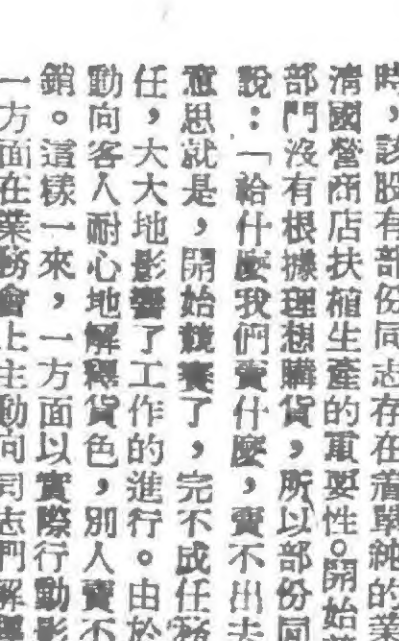 時，該股有部份同志存在着單純的業
清國營商店扶植生產的重要性。開始
部門沒有根據理想購貨，所以部份同
說：「給什麼我們賣什麼，賣不出去
意思就是，開始競賽了，完不成任務
任，大大地影響了工作的進行。由於
動向客人耐心地解釋貨色，別人賣不
銷。這樣一來，一方面以實際行動影
一方面在業務會上主動向同志們解釋